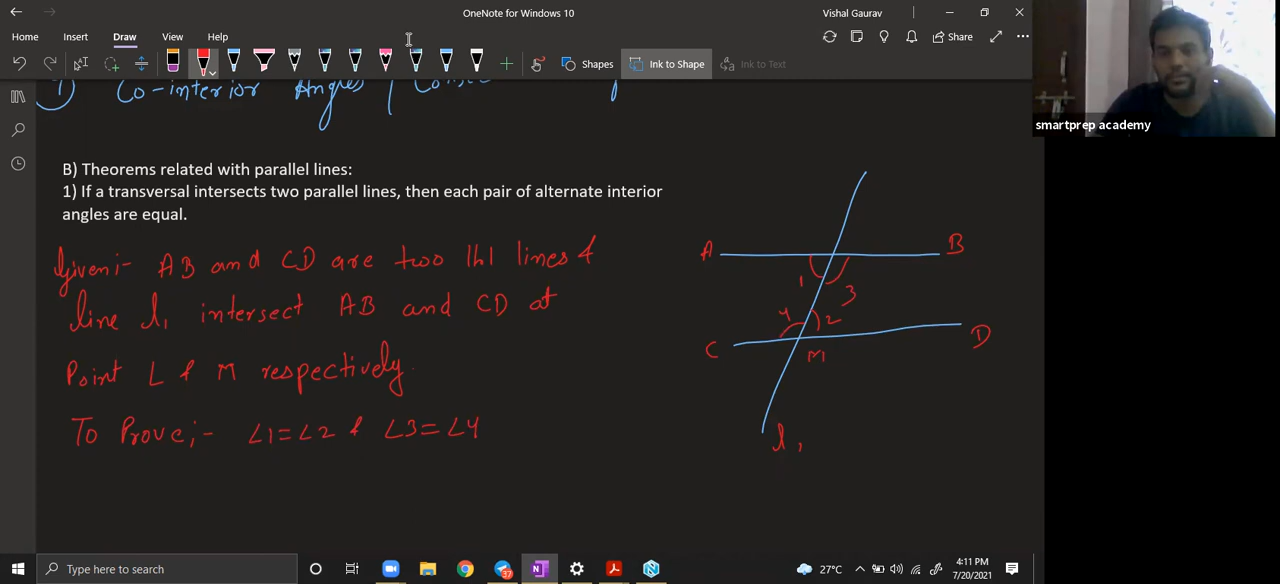 OneNote for Windows 10
Vishal Gaurav
Home Insert Draw View Help
Share
Shapes
Ink to Shape
Ink to Text
smartprep academy
Co-interior Angles
B) Theorems related with parallel lines:
1) If a transversal intersects two parallel lines, then each pair of alternate interior
angles are equal.
Given:- AB and CD are two llel lines &
line l1 intersect AB and CD at
Point L & M respectively.
To Prove:- ∠1=∠2 & ∠3=∠4
A B
1 3
4 2
C M D
l1
Type here to search
37
27°C
4:11 PM
7/20/2021